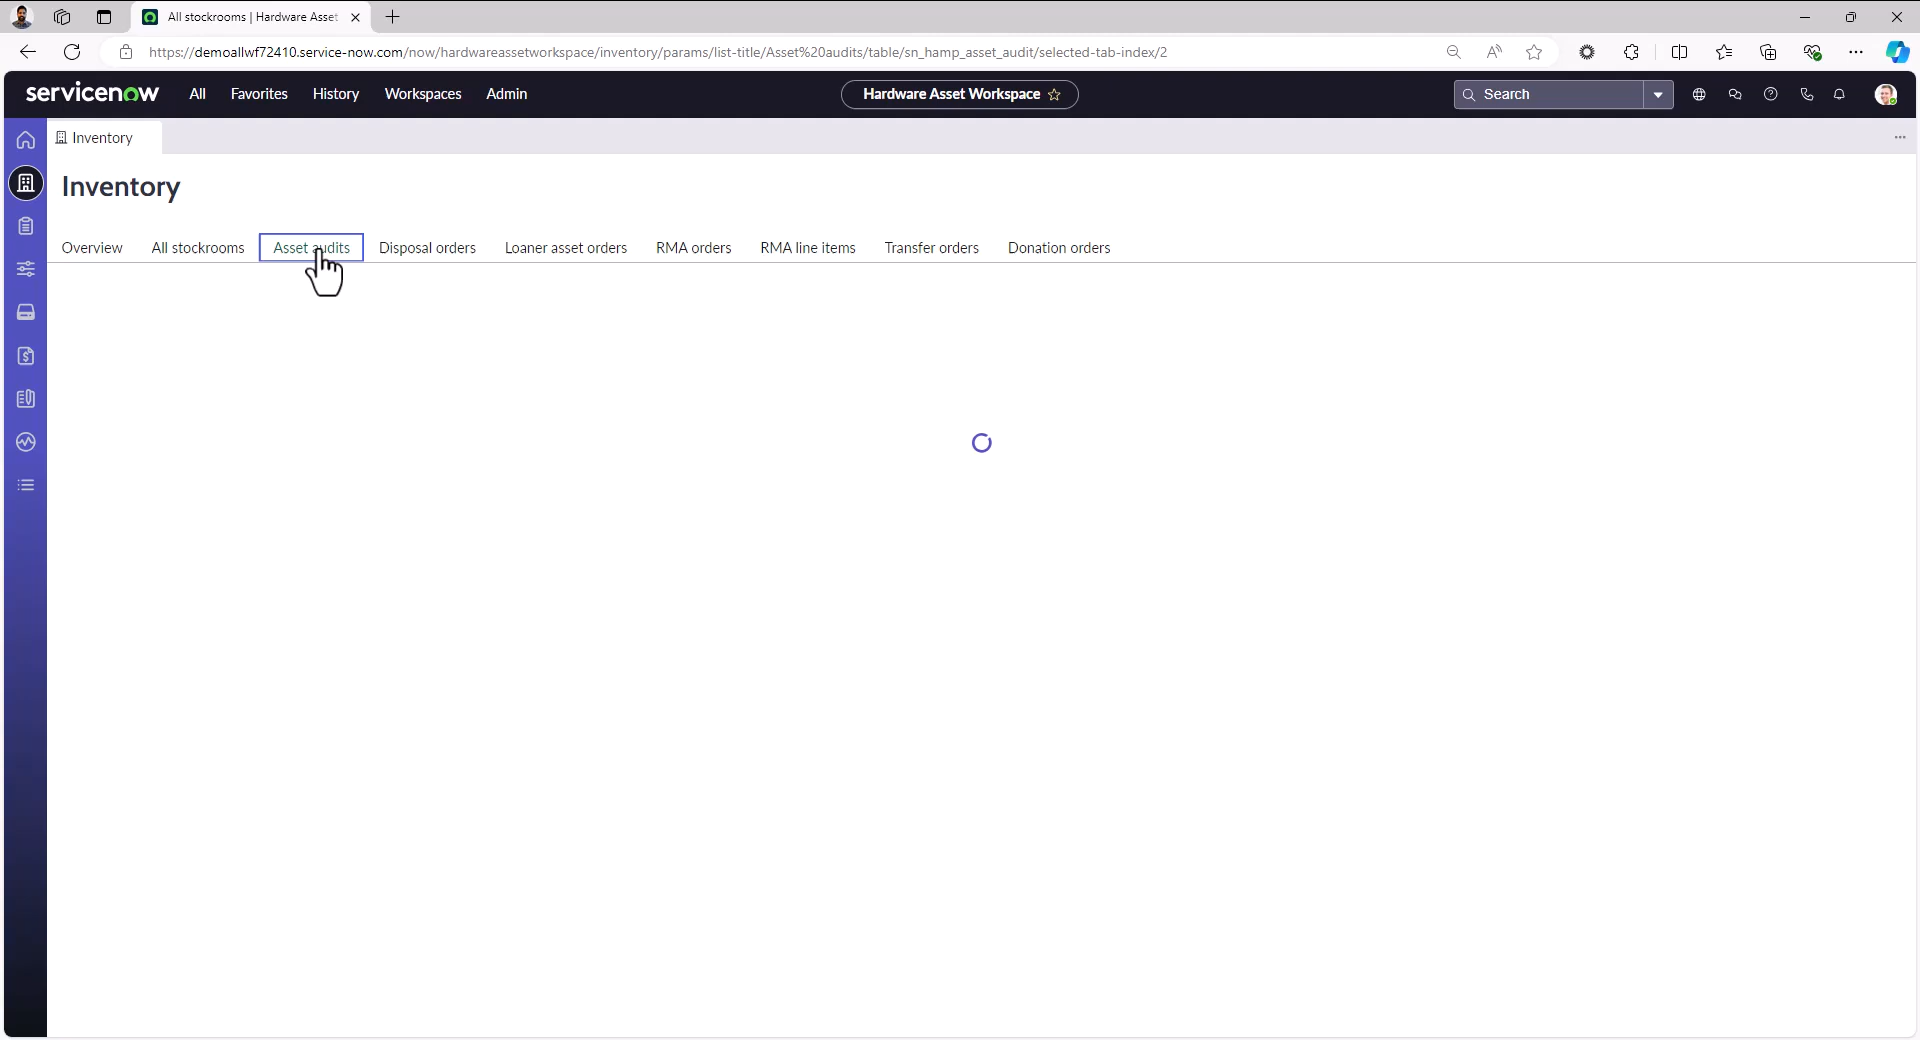 All stockrooms | Hardware Asset
https://demoallwf72410.service-now.com/now/hardwareassetworkspace/inventory/params/list-title/Asset%20audits/table/sn_hamp_asset_audit/selected-tab-index/2
servicenow All Favorites History Workspaces Admin Hardware Asset Workspace Search
Inventory
Inventory
Overview All stockrooms Asset audits Disposal orders Loaner asset orders RMA orders RMA line items Transfer orders Donation orders